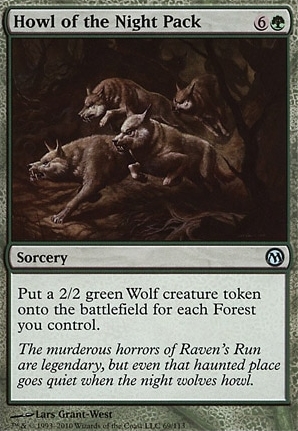 Howl of the Night Pack 6
Sorcery
Put a 2/2 green Wolf creature token
onto the battlefield for each Forest
you control.
The murderous horrors of Raven's Run
are legendary, but even that haunted place
goes quiet when the night wolves howl.
Lars Grant-West
™& © 1993-2010 Wizards of the Coast LLC 69/113